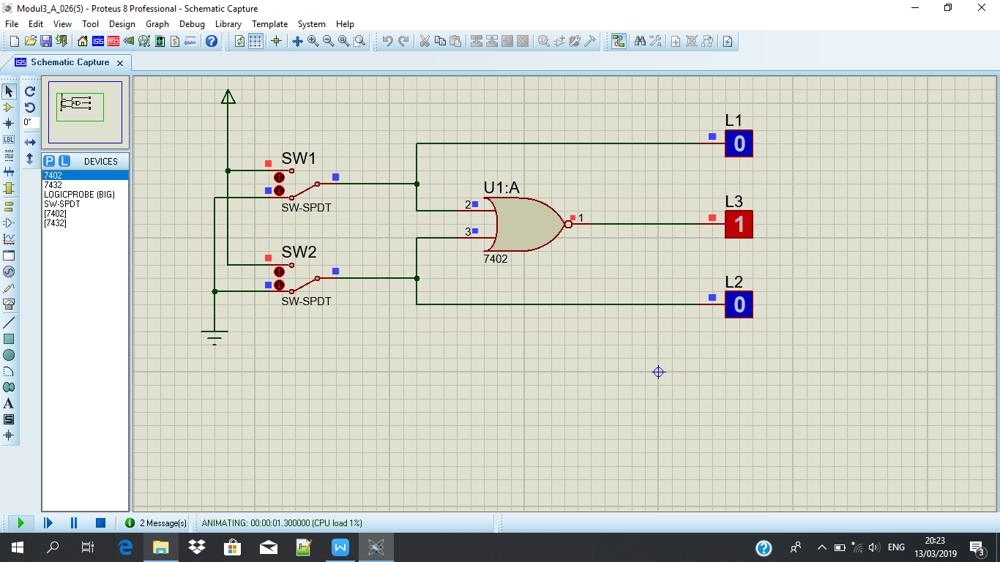 Modul3_A_026(5) - Proteus 8 Professional - Schematic Capture
File Edit View Tool Design Graph Debug Library Template System Help
Schematic Capture
0°
P L DEVICES
7402
7432
LOGICPROBE (BIG)
SW-SPDT
[7402]
[7432]
LBL
A
S
SW1
SW-SPDT
SW2
SW-SPDT
U1:A
2
3
1
7402
L1
0
L3
1
L2
0
2 Message(s)
ANIMATING: 00:00:01.300000 (CPU load 1%)
ENG
20:23
13/03/2019
3